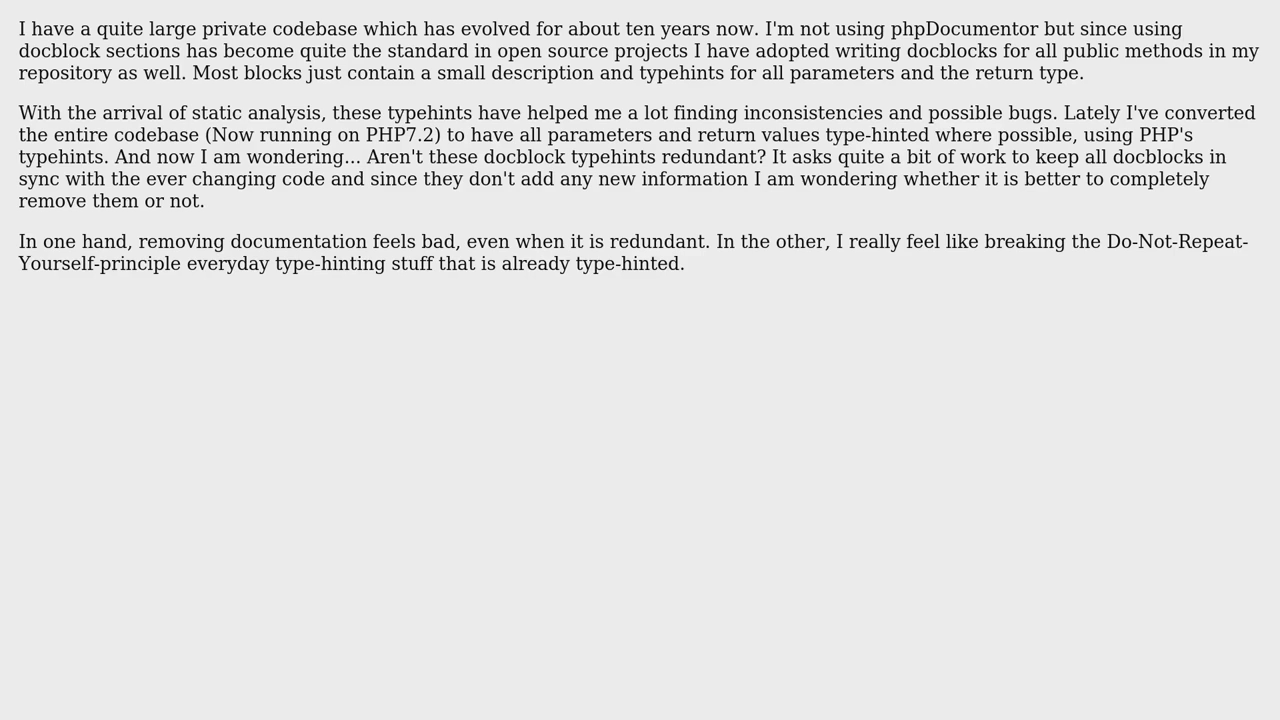 I have a quite large private codebase which has evolved for about ten years now. I'm not using phpDocumentor but since using
docblock sections has become quite the standard in open source projects I have adopted writing docblocks for all public methods in my
repository as well. Most blocks just contain a small description and typehints for all parameters and the return type.
With the arrival of static analysis, these typehints have helped me a lot finding inconsistencies and possible bugs. Lately I've converted
the entire codebase (Now running on PHP7.2) to have all parameters and return values type-hinted where possible, using PHP's
typehints. And now I am wondering... Aren't these docblock typehints redundant? It asks quite a bit of work to keep all docblocks in
sync with the ever changing code and since they don't add any new information I am wondering whether it is better to completely
remove them or not.
In one hand, removing documentation feels bad, even when it is redundant. In the other, I really feel like breaking the Do-Not-Repeat-
Yourself-principle everyday type-hinting stuff that is already type-hinted.